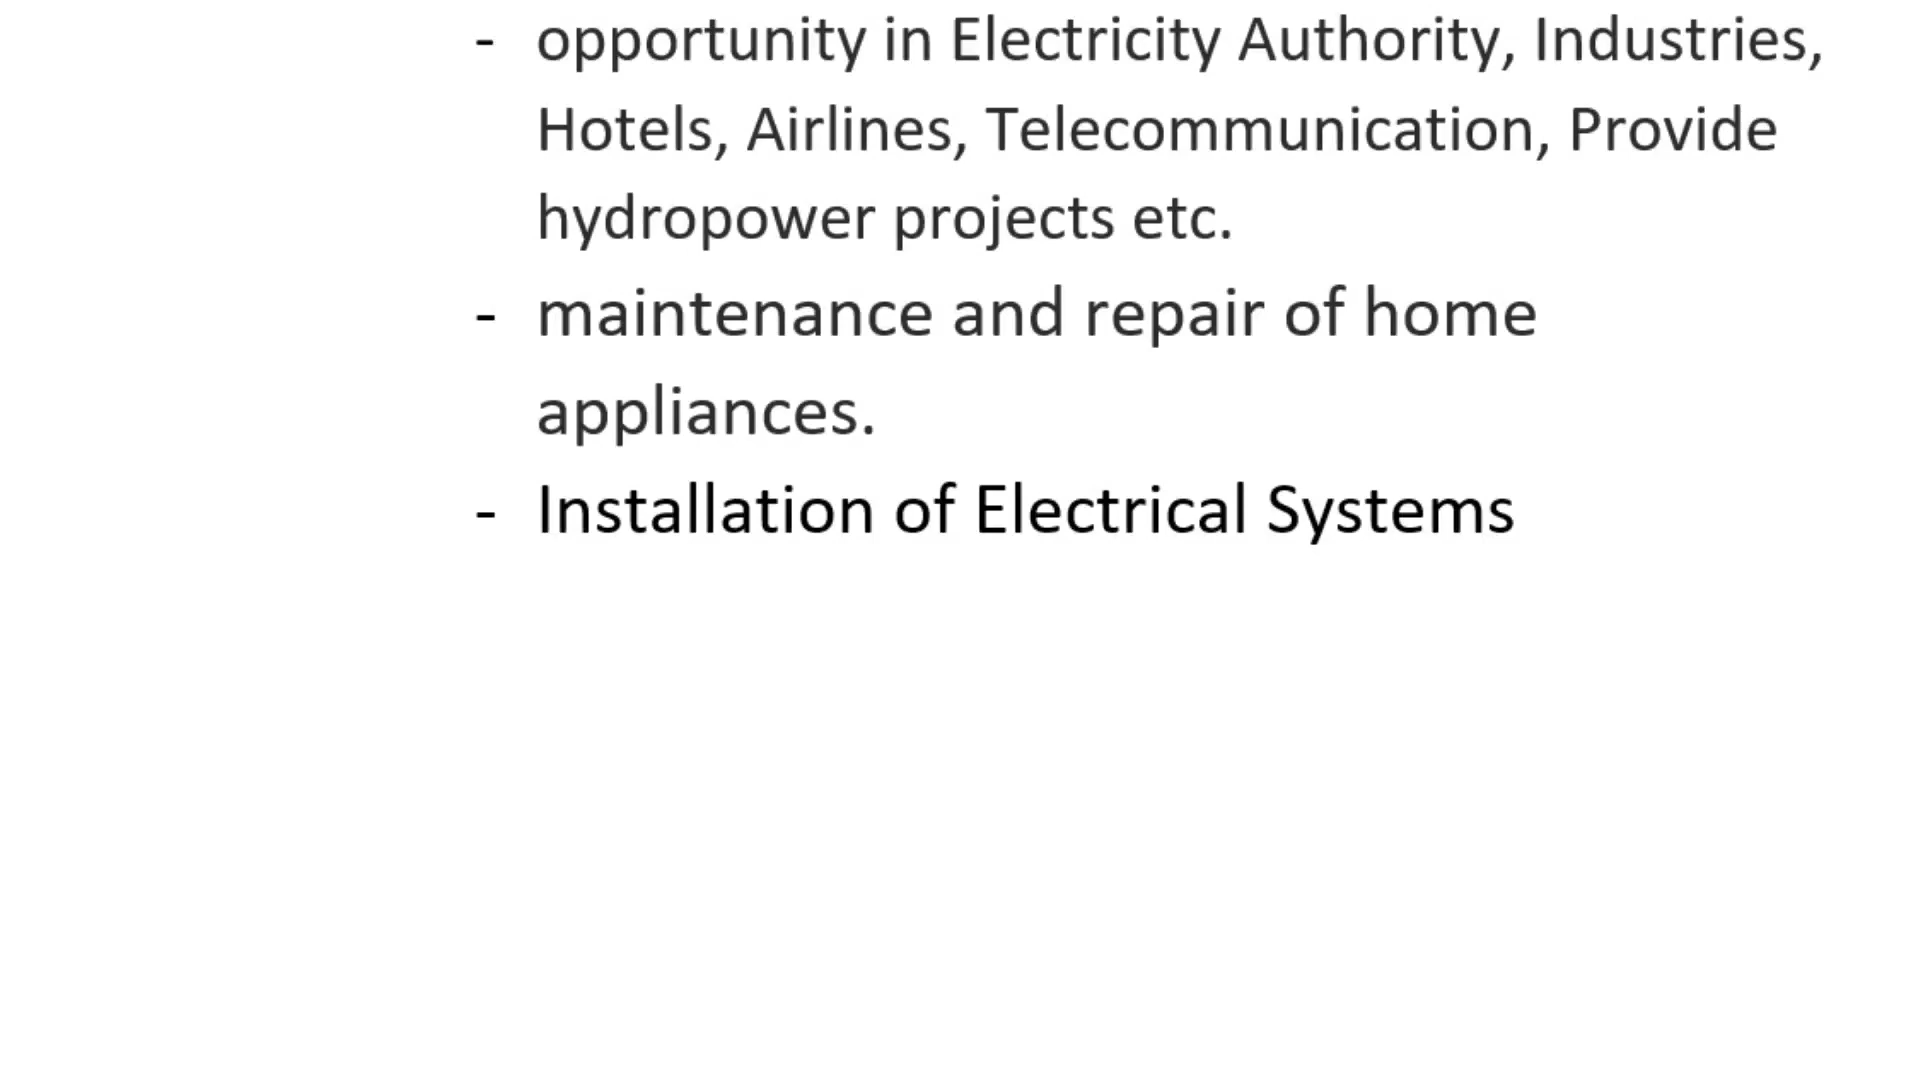 - opportunity in Electricity Authority, Industries,
Hotels, Airlines, Telecommunication, Provide
hydropower projects etc.
- maintenance and repair of home
appliances.
- Installation of Electrical Systems